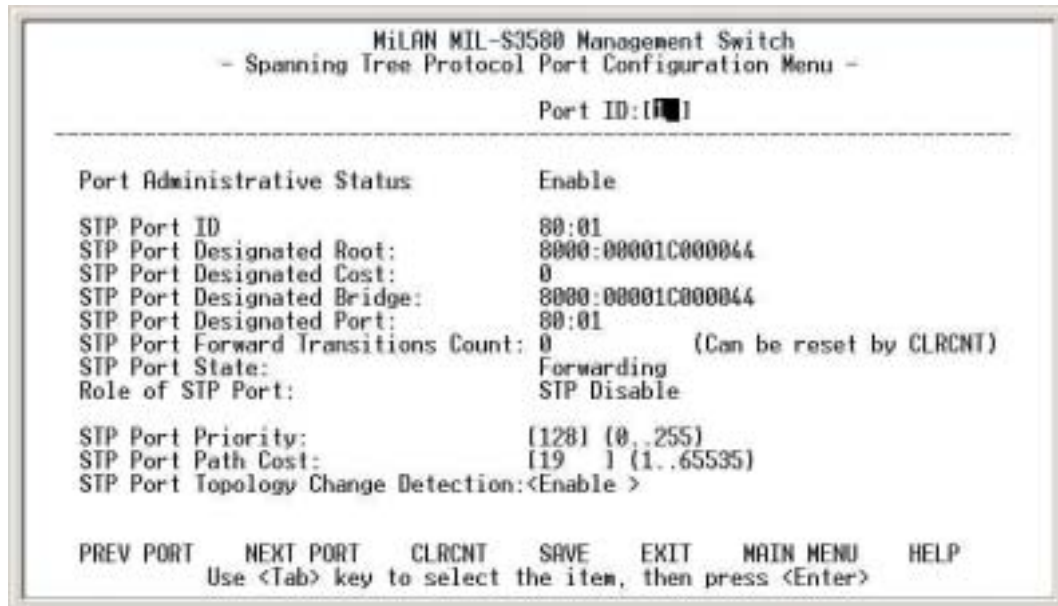 MiLAN MIL-S3580 Management Switch
- Spanning Tree Protocol Port Configuration Menu -
Port ID:[1 ]
Port Administrative Status Enable
STP Port ID 80:01
STP Port Designated Root: 8000:00001C000044
STP Port Designated Cost: 0
STP Port Designated Bridge: 8000:00001C000044
STP Port Designated Port: 80:01
STP Port Forward Transitions Count: 0 (Can be reset by CLRCNT)
STP Port State: Forwarding
Role of STP Port: STP Disable
STP Port Priority: [128] (0..255)
STP Port Path Cost: [19 ] (1..65535)
STP Port Topology Change Detection:<Enable >
PREV PORT NEXT PORT CLRCNT SAVE EXIT MAIN MENU HELP
Use <Tab> key to select the item, then press <Enter>